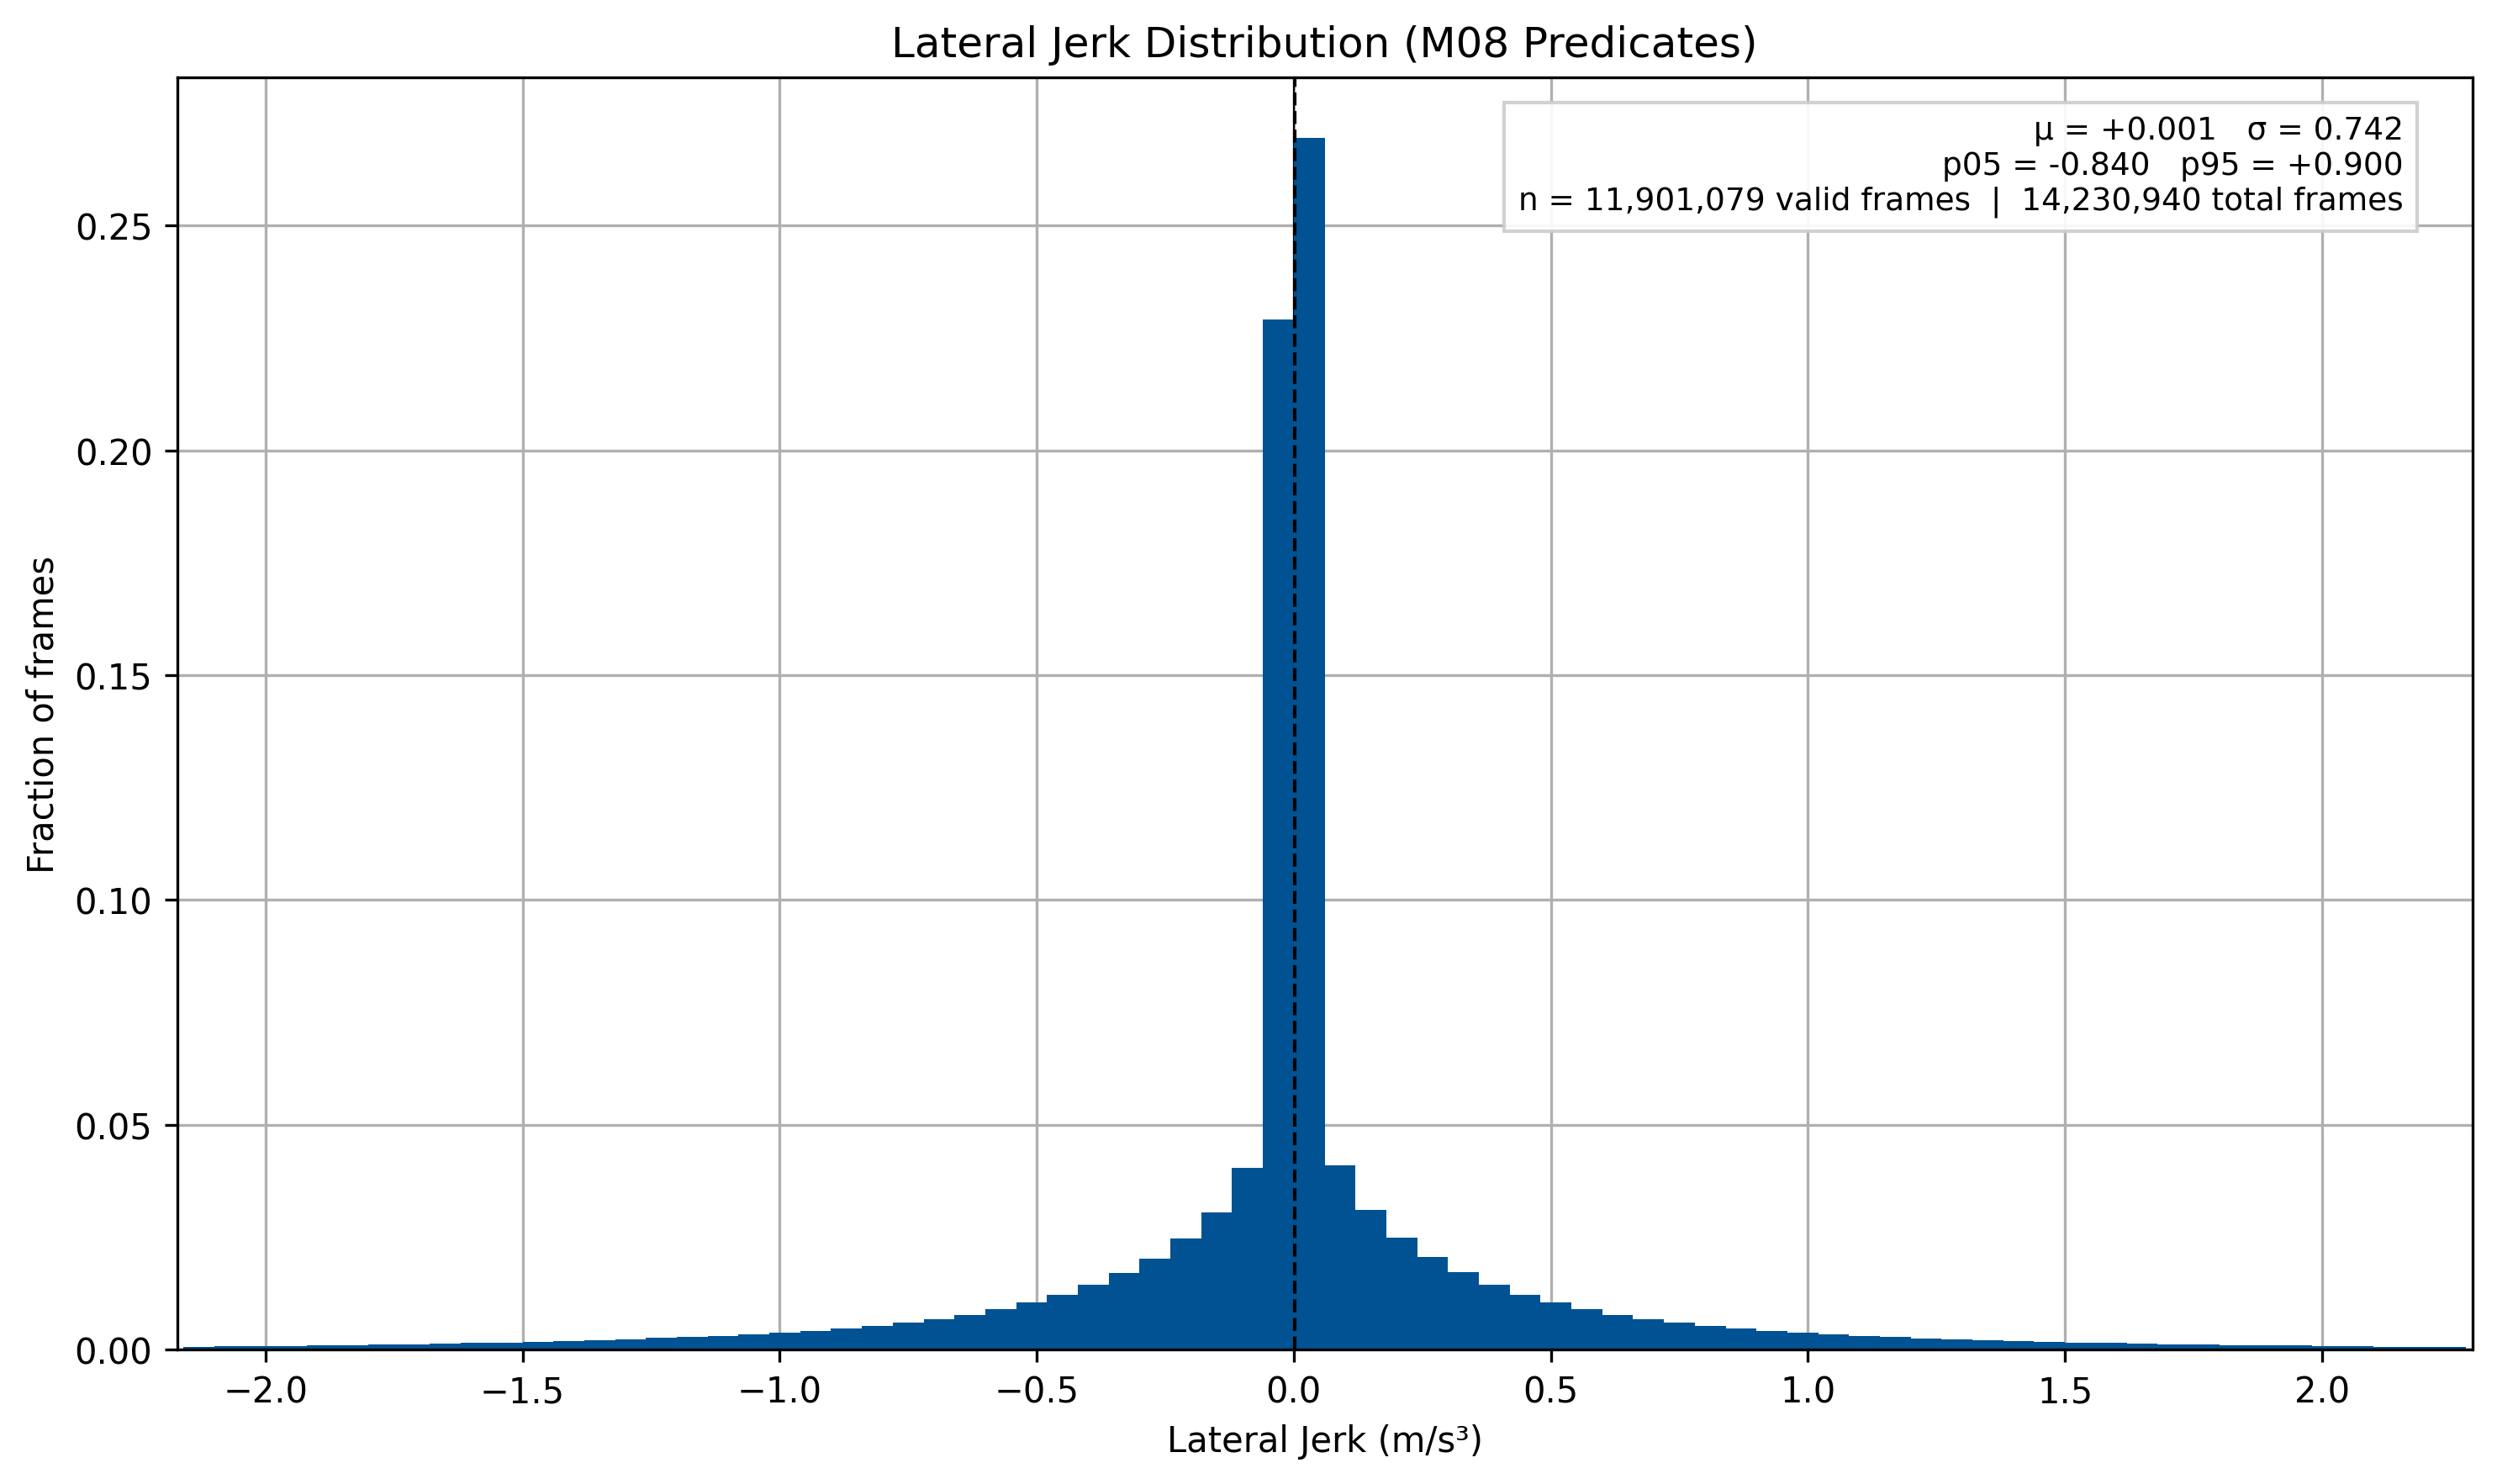 Lateral Jerk Distribution (M08 Predicates)
μ = +0.001   σ = 0.742
p05 = -0.840   p95 = +0.900
n = 11,901,079 valid frames  |  14,230,940 total frames
Fraction of frames
0.25
0.20
0.15
0.10
0.05
0.00
−2.0
−1.5
−1.0
−0.5
0.0
0.5
1.0
1.5
2.0
Lateral Jerk (m/s³)